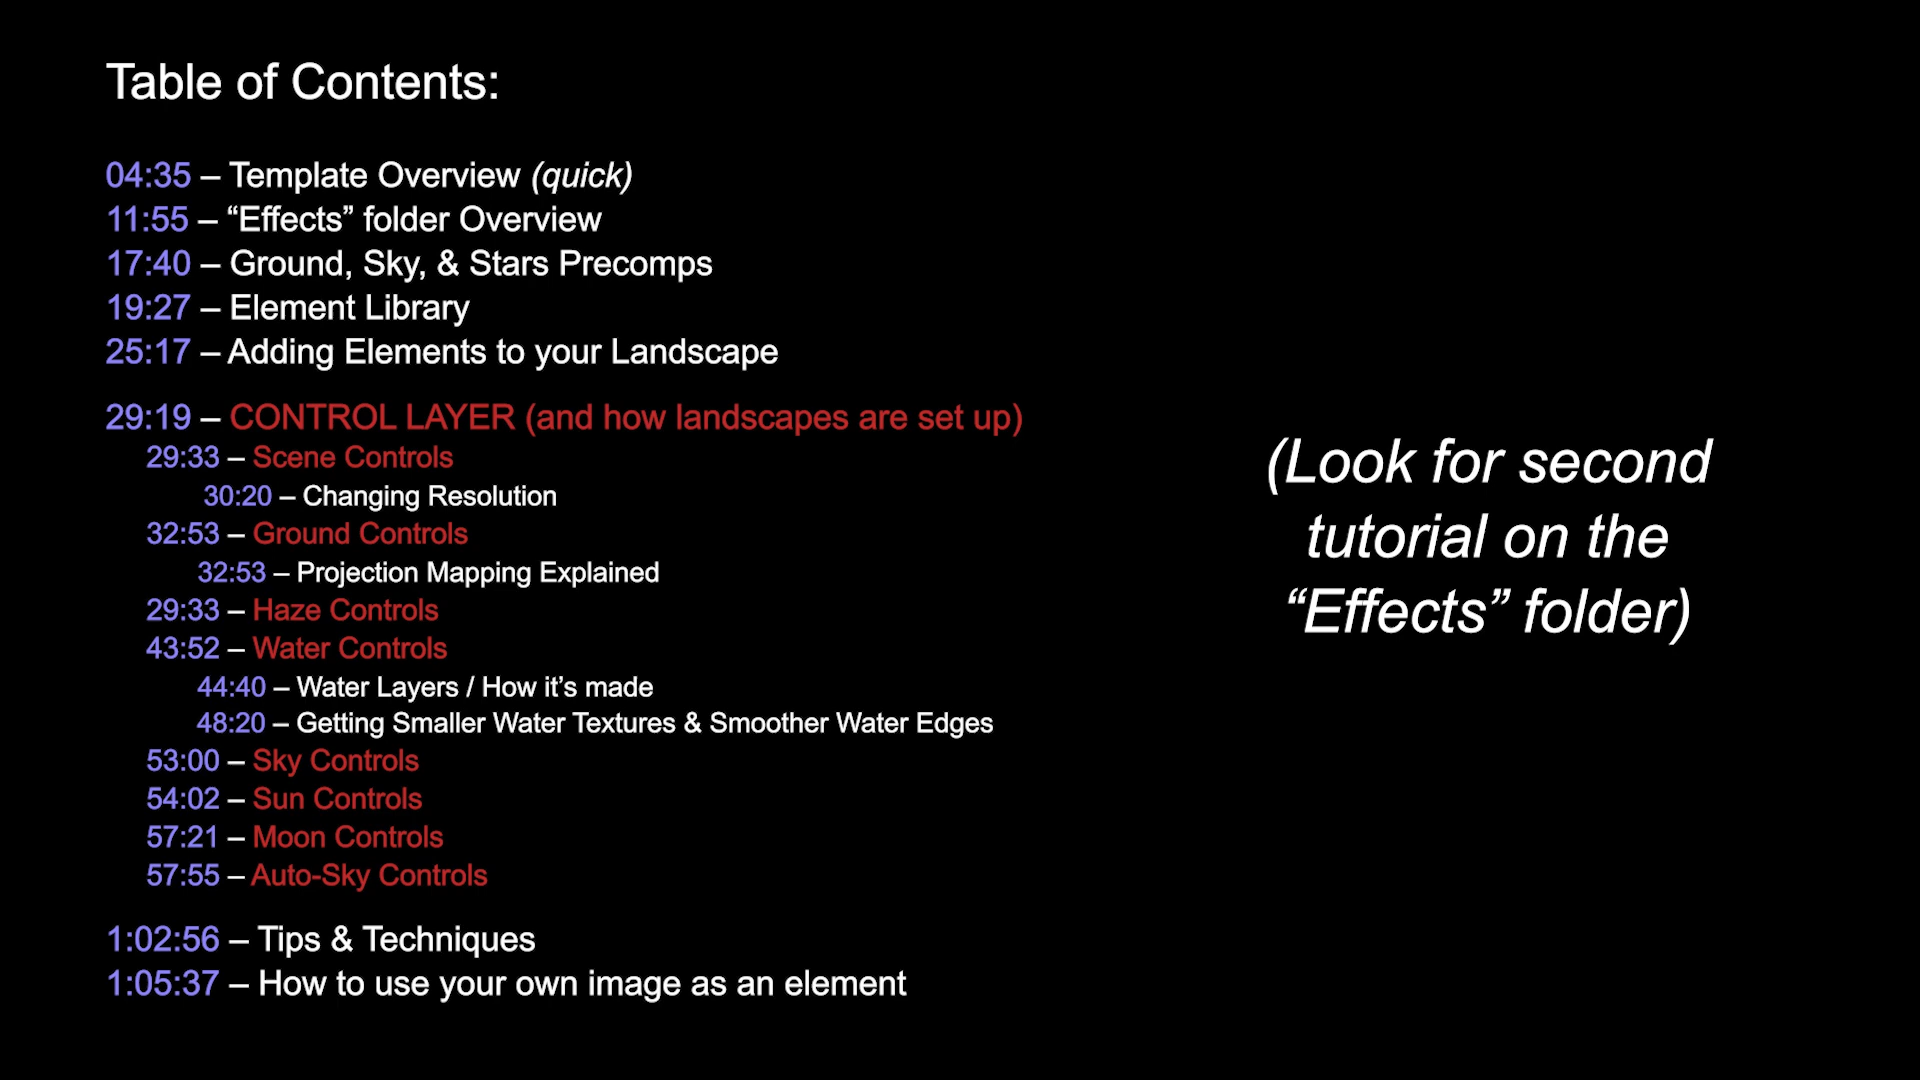 Table of Contents:
04:35 – Template Overview (quick)
11:55 – “Effects” folder Overview
17:40 – Ground, Sky, & Stars Precomps
19:27 – Element Library
25:17 – Adding Elements to your Landscape
29:19 – CONTROL LAYER (and how landscapes are set up)
29:33 – Scene Controls
30:20 – Changing Resolution
32:53 – Ground Controls
32:53 – Projection Mapping Explained
29:33 – Haze Controls
43:52 – Water Controls
44:40 – Water Layers / How it’s made
48:20 – Getting Smaller Water Textures & Smoother Water Edges
53:00 – Sky Controls
54:02 – Sun Controls
57:21 – Moon Controls
57:55 – Auto-Sky Controls
1:02:56 – Tips & Techniques
1:05:37 – How to use your own image as an element
(Look for second
tutorial on the
“Effects” folder)